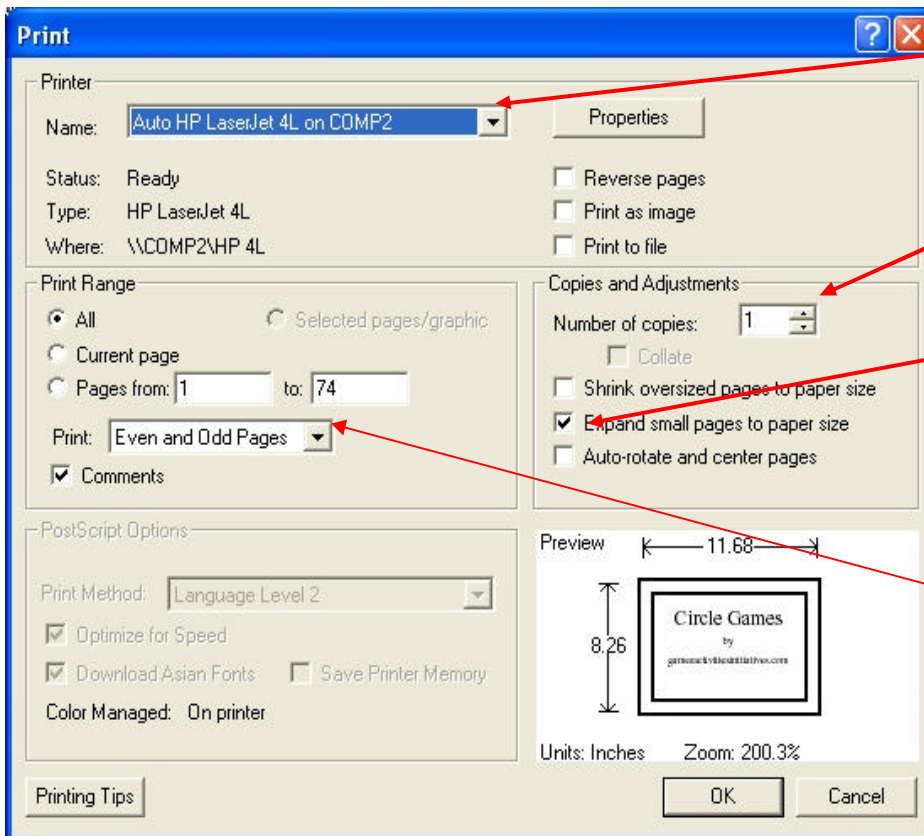 Print
Printer
Name: Auto HP LaserJet 4L on COMP2
Properties
Status: Ready
Type: HP LaserJet 4L
Where: \\COMP2\HP 4L
Reverse pages
Print as image
Print to file
Print Range
All
Selected pages/graphic
Current page
Pages from: 1 to: 74
Print: Even and Odd Pages
Comments
Copies and Adjustments
Number of copies: 1
Collate
Shrink oversized pages to paper size
Expand small pages to paper size
Auto-rotate and center pages
PostScript Options
Print Method: Language Level 2
Optimize for Speed
Download Asian Fonts
Save Printer Memory
Color Managed: On printer
Preview
11.68
8.26
Circle Games
by
gamesactivitiesinitiatives.com
Units: Inches Zoom: 200.3%
Printing Tips
OK
Cancel